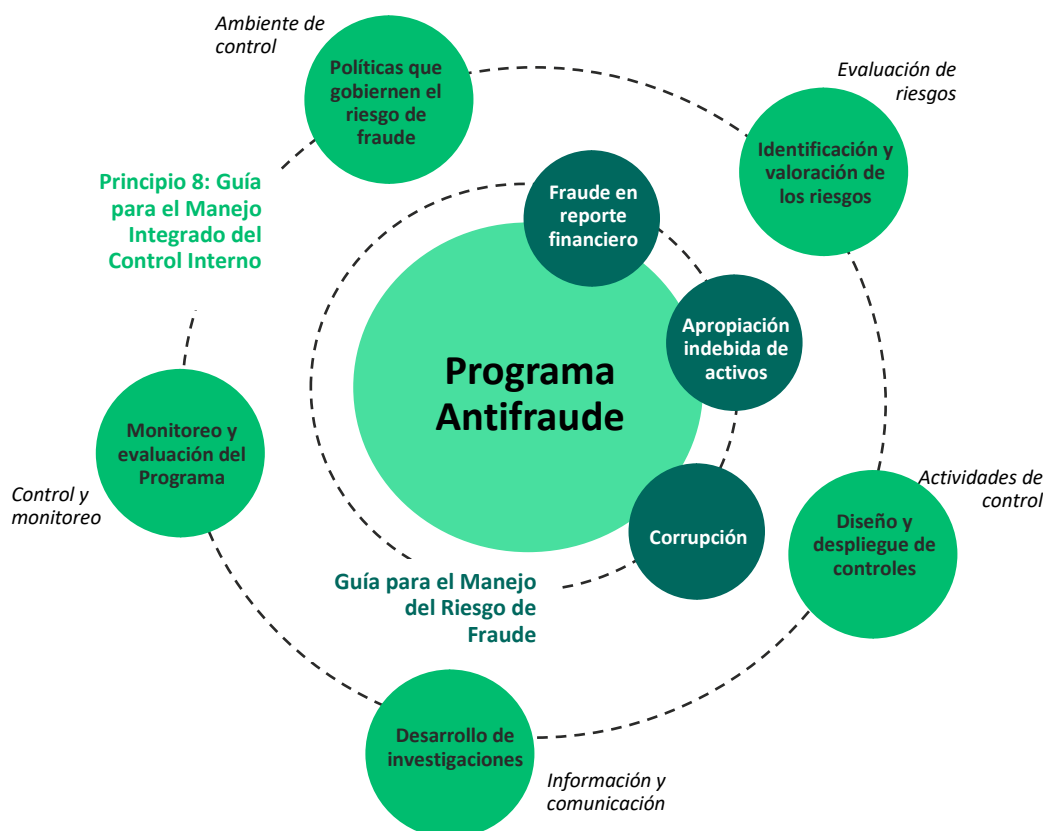 Ambiente de
control
Políticas que
gobiernen el
riesgo de
fraude
Evaluación de
riesgos
Identificación y
valoración de
los riesgos
Principio 8: Guía
para el Manejo
Integrado del
Control Interno
Fraude en
reporte
financiero
Apropiación
indebida de
activos
Programa
Antifraude
Monitoreo y
evaluación del
Programa
Control y
monitoreo
Actividades de
control
Diseño y
despliegue de
controles
Corrupción
Guía para el Manejo
del Riesgo de
Fraude
Desarrollo de
investigaciones
Información y
comunicación